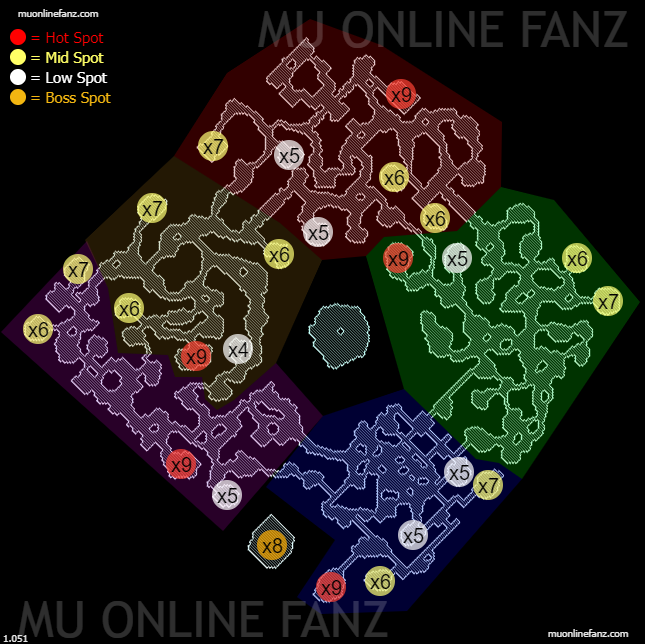 muonlinefanz.com
MU ONLINE FANZ
= Hot Spot
= Mid Spot
= Low Spot
= Boss Spot
x9
x7
x5
x6
x7
x6
x5
x6
x9
x5
x6
x7
x7
x6
x6
x9
x4
x9
x5
x5
x7
x5
x8
x9
x6
MU ONLINE FANZ
1.051
muonlinefanz.com